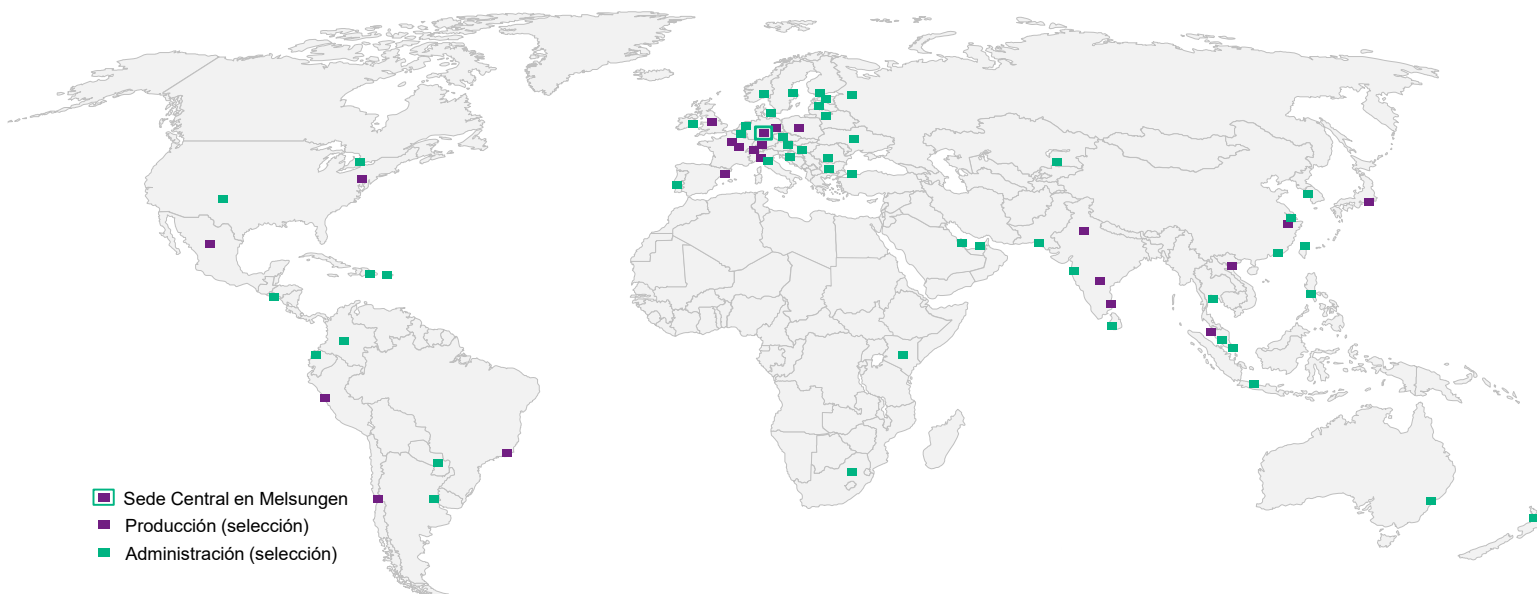 Sede Central en Melsungen
Producción (selección)
Administración (selección)